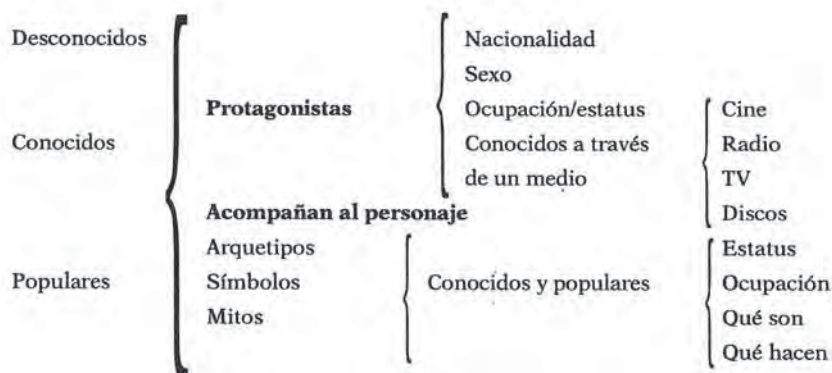 Desconocidos
Conocidos
Populares
Protagonistas
Nacionalidad
Sexo
Ocupación/estatus
Conocidos a través
de un medio
Cine
Radio
TV
Discos
Acompañan al personaje
Arquetipos
Símbolos
Mitos
Conocidos y populares
Estatus
Ocupación
Qué son
Qué hacen